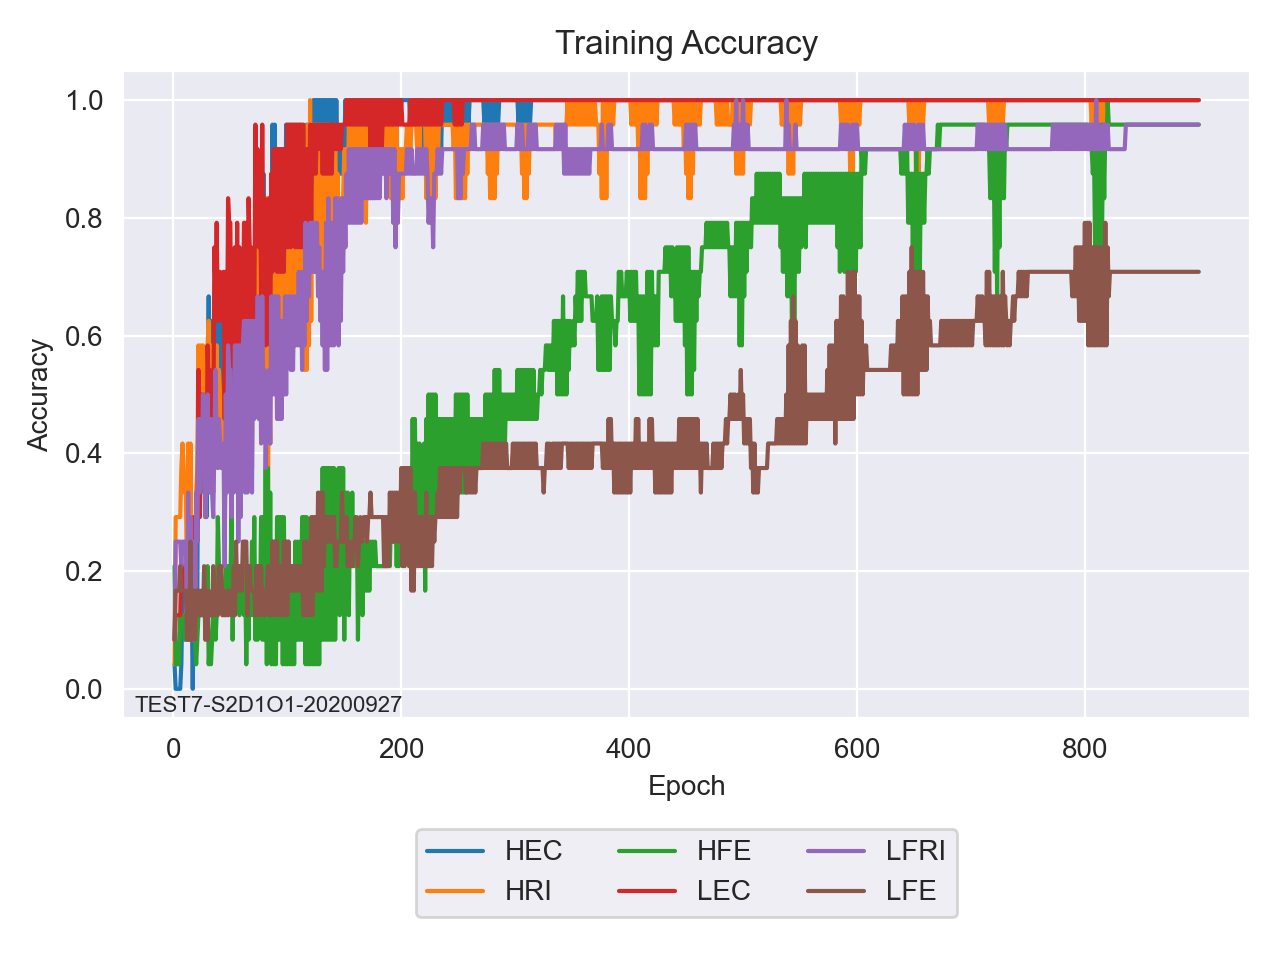 Training Accuracy
1.0
0.8
0.6
0.4
0.2
0.0
Accuracy
TEST7-S2D1O1-20200927
0 200 400 600 800
Epoch
HEC HFE LFRI
HRI LEC LFE